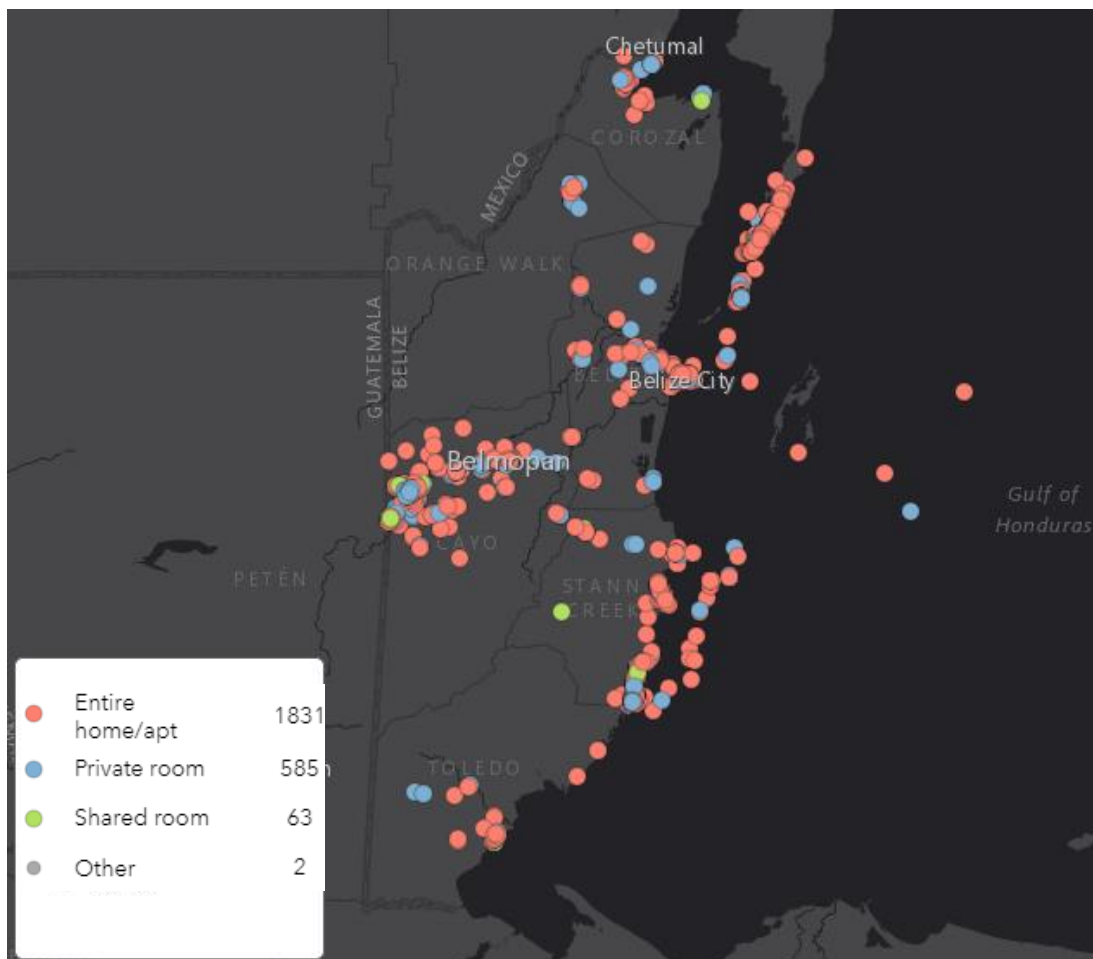 Chetumal
COROZAL
MEXICO
ORANGE WALK
GUATEMALA
BELIZE
BEL
Belize City
Belmopan
CAYO
Gulf of
Honduras
PETÉN
STANN
CREEK
TOLEDO
Entire
home/apt 1831
Private room 585
Shared room 63
Other 2